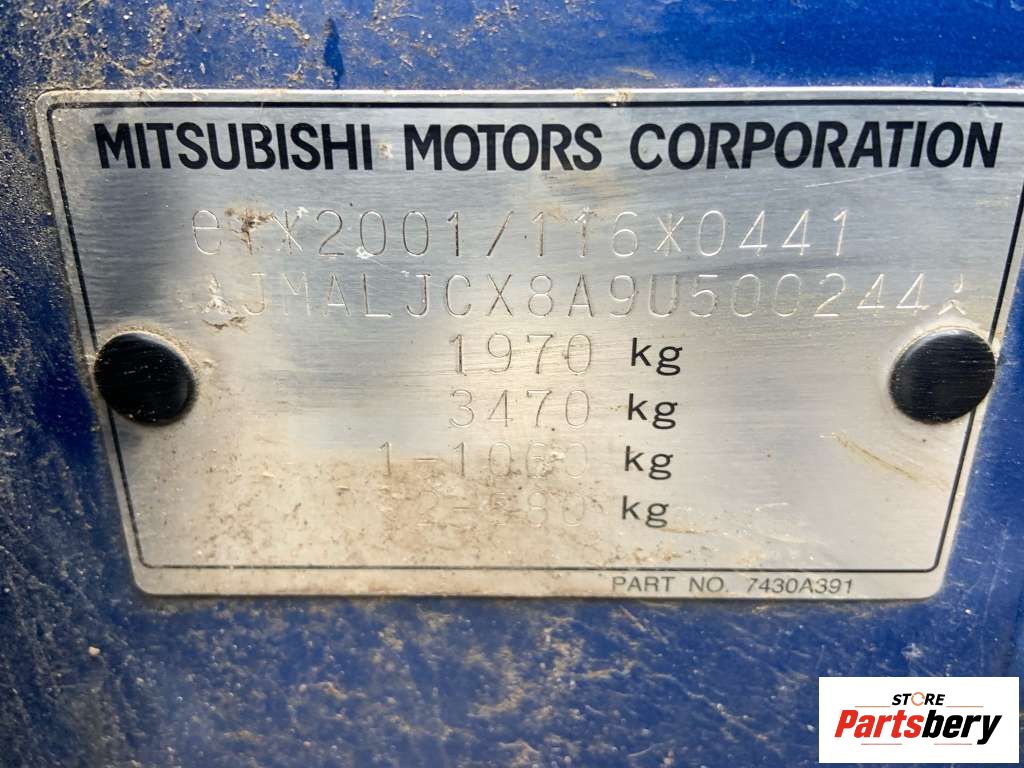 MITSUBISHI MOTORS CORPORATION
e1*2001/116*0441
*JMALJCX8A9U500244*
1970 kg
3470 kg
1-1060 kg
kg
PART NO. 7430A391
STORE
Partsbery